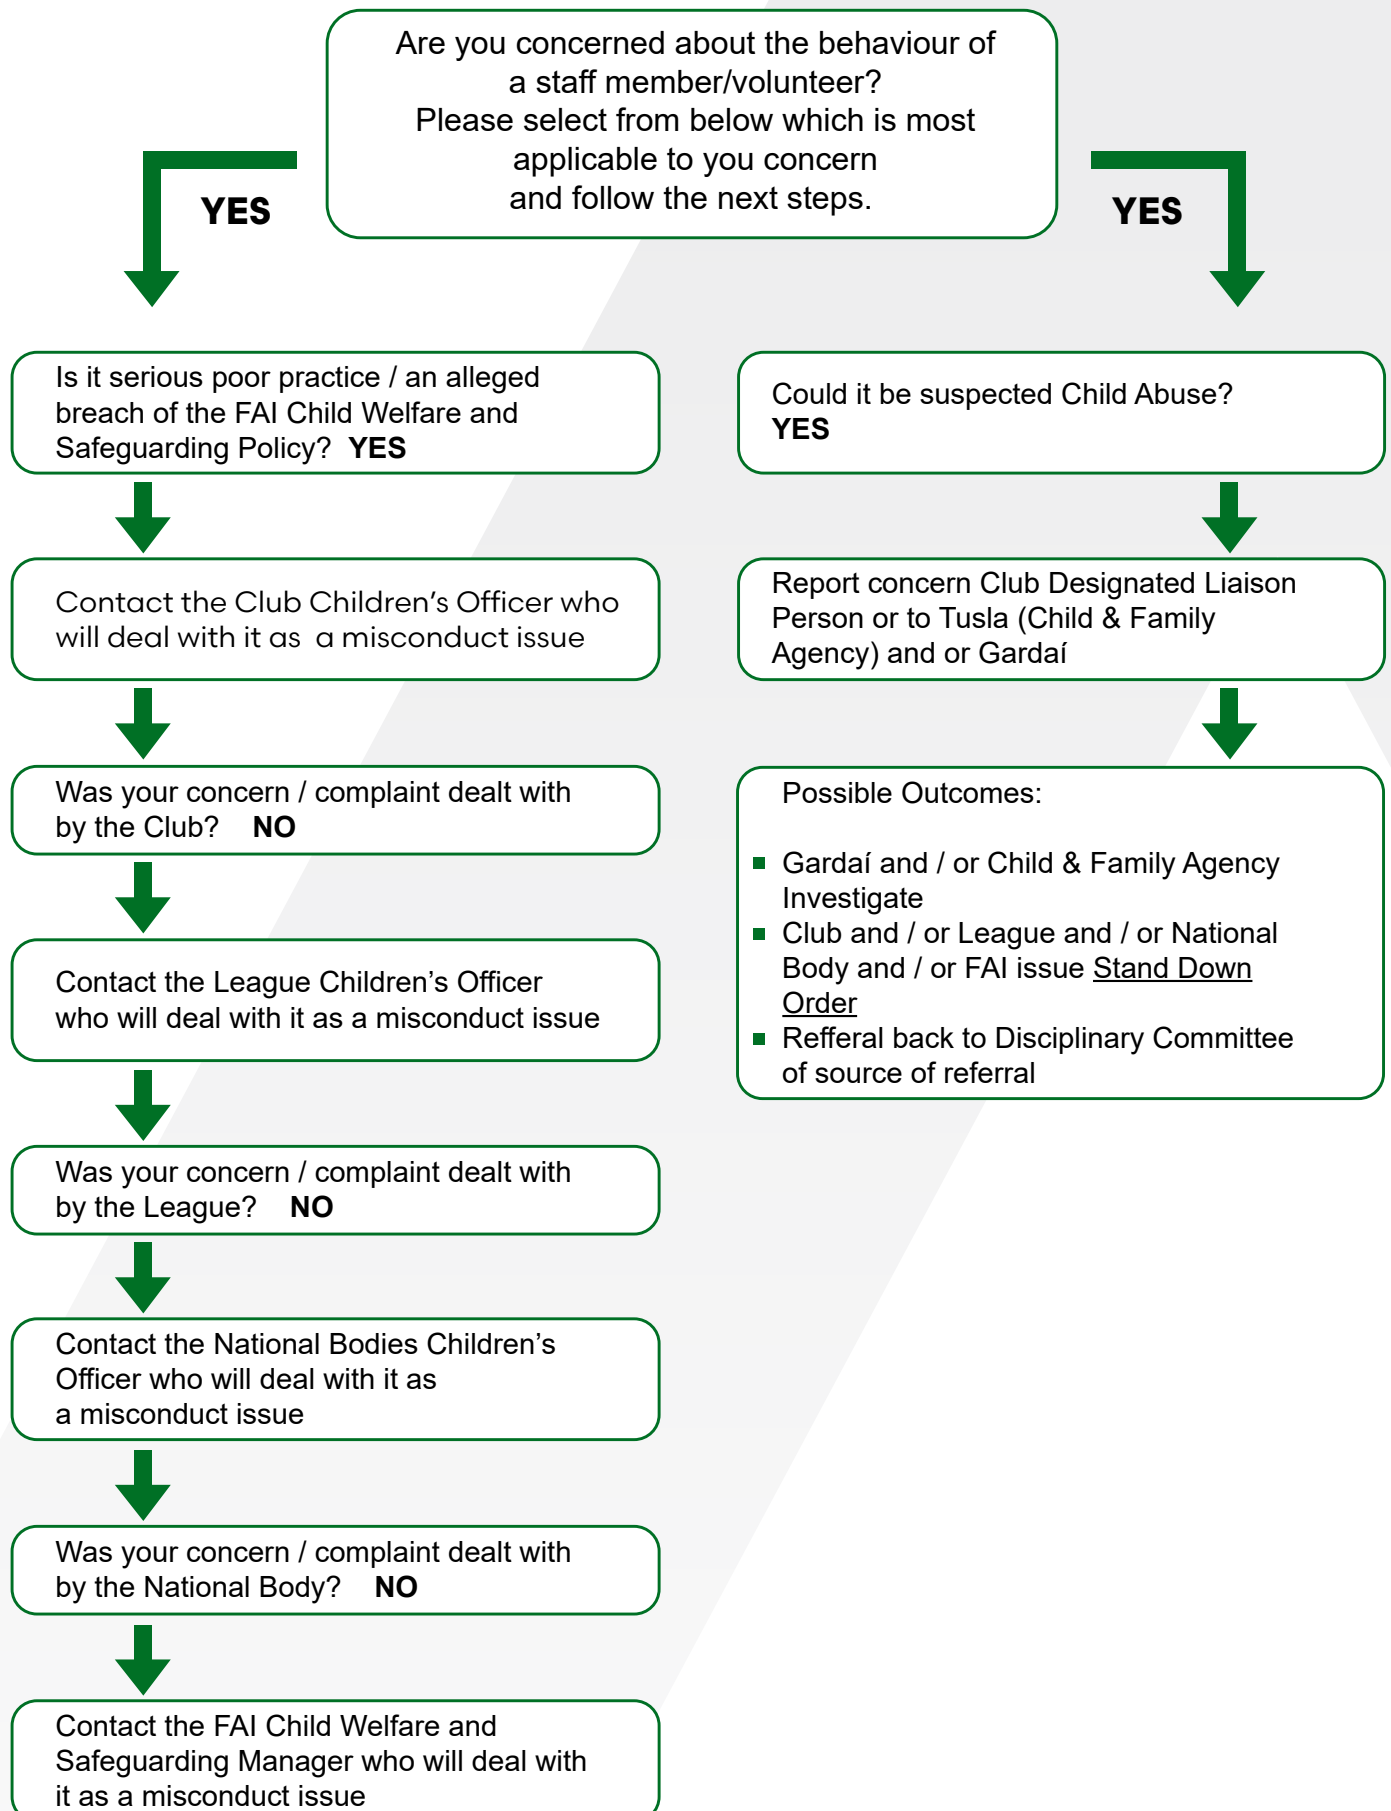 Are you concerned about the behaviour of
a staff member/volunteer?
Please select from below which is most
applicable to you concern
and follow the next steps.
YES
YES
Is it serious poor practice / an alleged
breach of the FAI Child Welfare and
Safeguarding Policy? YES
Contact the Club Children’s Officer who
will deal with it as a misconduct issue
Was your concern / complaint dealt with
by the Club? NO
Contact the League Children’s Officer
who will deal with it as a misconduct issue
Was your concern / complaint dealt with
by the League? NO
Contact the National Bodies Children’s
Officer who will deal with it as
a misconduct issue
Was your concern / complaint dealt with
by the National Body? NO
Contact the FAI Child Welfare and
Safeguarding Manager who will deal with
it as a misconduct issue
Could it be suspected Child Abuse?
YES
Report concern Club Designated Liaison
Person or to Tusla (Child & Family
Agency) and or Gardaí
Possible Outcomes:
Gardaí and / or Child & Family Agency
Investigate
Club and / or League and / or National
Body and / or FAI issue Stand Down
Order
Refferal back to Disciplinary Committee
of source of referral